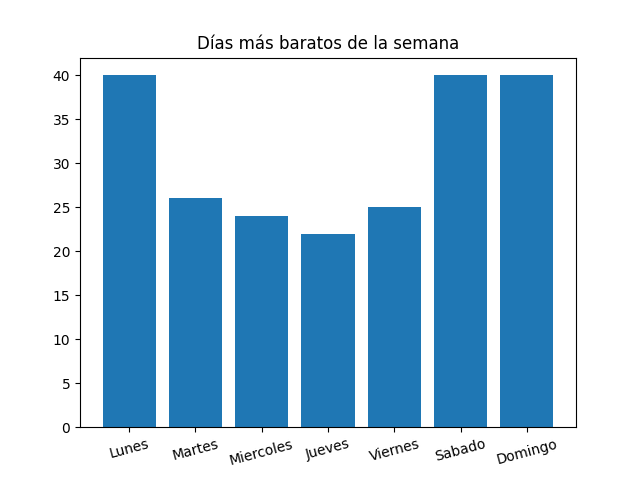 Días más baratos de la semana
40
35
30
25
20
15
10
5
0
Lunes
Martes
Miercoles
Jueves
Viernes
Sabado
Domingo